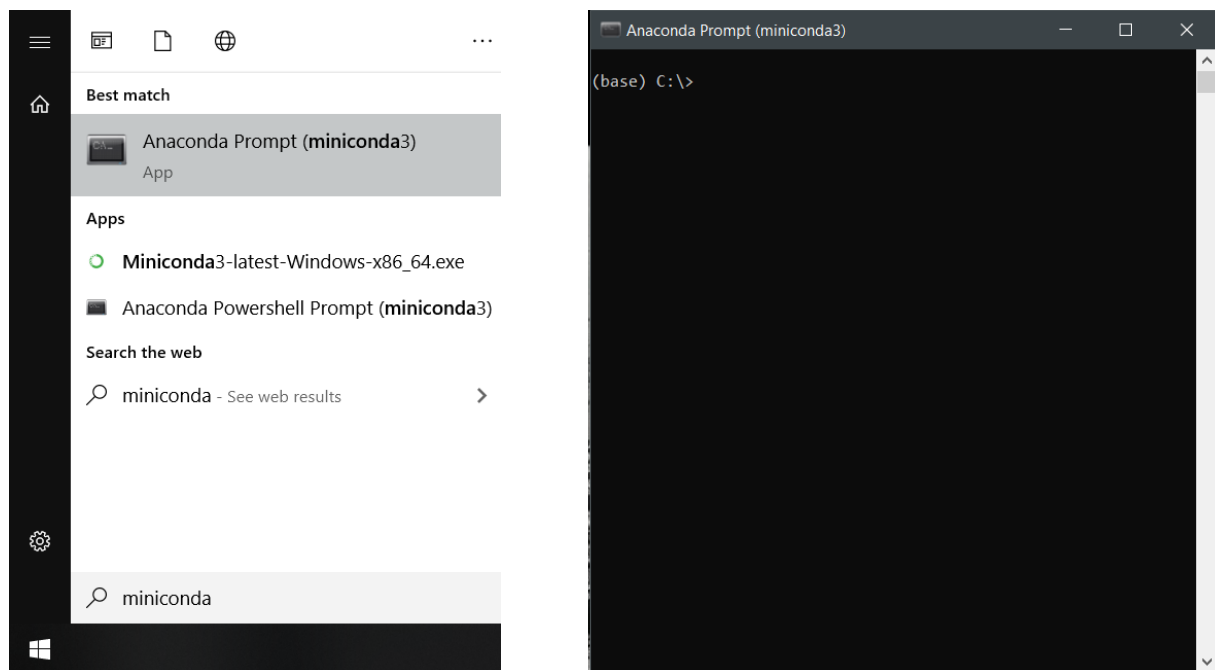 Best match
Anaconda Prompt (miniconda3)
App
Apps
Miniconda3-latest-Windows-x86_64.exe
Anaconda Powershell Prompt (miniconda3)
Search the web
miniconda - See web results
miniconda
Anaconda Prompt (miniconda3)
(base) C:\>